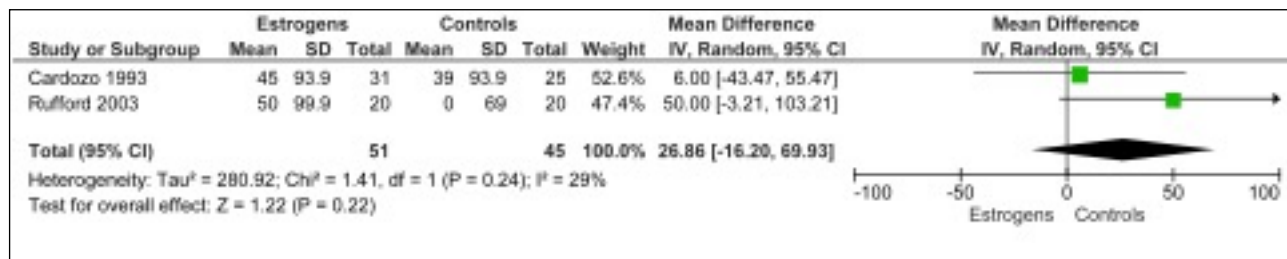 Estrogens Controls Mean Difference Mean Difference
Study or Subgroup Mean SD Total Mean SD Total Weight IV, Random, 95% CI IV, Random, 95% CI
Cardozo 1993 45 93.9 31 39 93.9 25 52.6% 6.00 [-43.47, 55.47]
Rufford 2003 50 99.9 20 0 69 20 47.4% 50.00 [-3.21, 103.21]
Total (95% CI) 51 45 100.0% 26.86 [-16.20, 69.93]
Heterogeneity: Tau² = 280.92; Chi² = 1.41, df = 1 (P = 0.24); I² = 29%
Test for overall effect: Z = 1.22 (P = 0.22)
-100 -50 0 50 100
Estrogens Controls